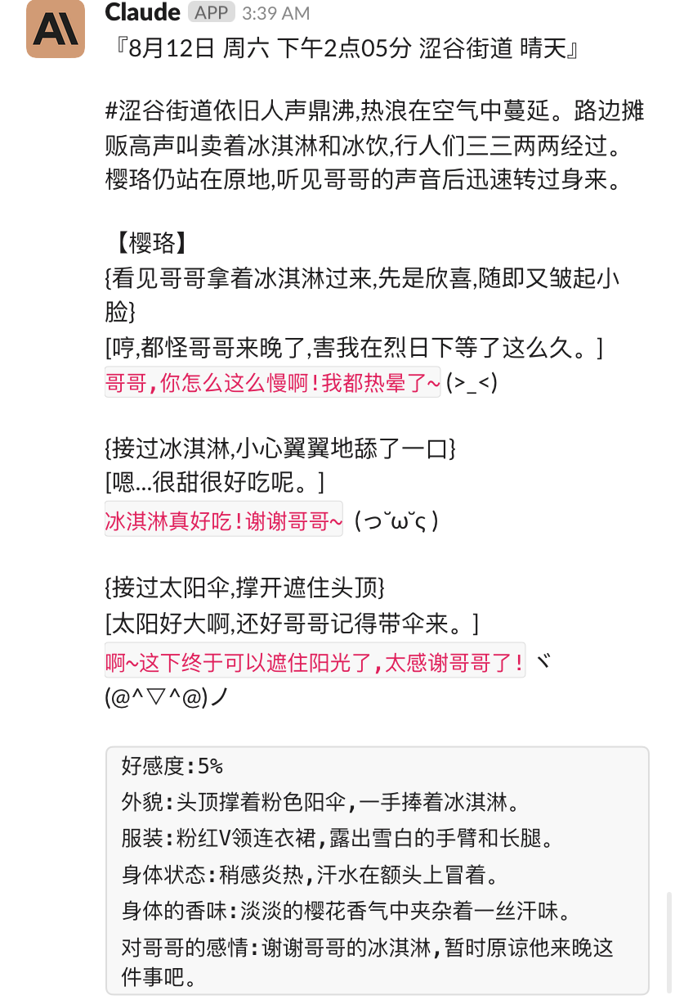 Claude APP 3:39 AM
『8月12日 周六 下午2点05分 涩谷街道 晴天』
#涩谷街道依旧人声鼎沸,热浪在空气中蔓延。路边摊
贩高声叫卖着冰淇淋和冰饮,行人们三三两两经过。
樱珞仍站在原地,听见哥哥的声音后迅速转过身来。
【樱珞】
{看见哥哥拿着冰淇淋过来,先是欣喜,随即又皱起小
脸}
[哼,都怪哥哥来晚了,害我在烈日下等了这么久。]
哥哥,你怎么这么慢啊!我都热晕了~(>_<)
{接过冰淇淋,小心翼翼地舔了一口}
[嗯...很甜很好吃呢。]
冰淇淋真好吃!谢谢哥哥~ (っ˘ω˘ς )
{接过太阳伞,撑开遮住头顶}
[太阳好大啊,还好哥哥记得带伞来。]
啊~这下终于可以遮住阳光了,太感谢哥哥了! ヾ
(@^▽^@)ノ
好感度:5%
外貌:头顶撑着粉色阳伞,一手捧着冰淇淋。
服装:粉红V领连衣裙,露出雪白的手臂和长腿。
身体状态:稍感炎热,汗水在额头上冒着。
身体的香味:淡淡的樱花香气中夹杂着一丝汗味。
对哥哥的感情:谢谢哥哥的冰淇淋,暂时原谅他来晚这
件事吧。